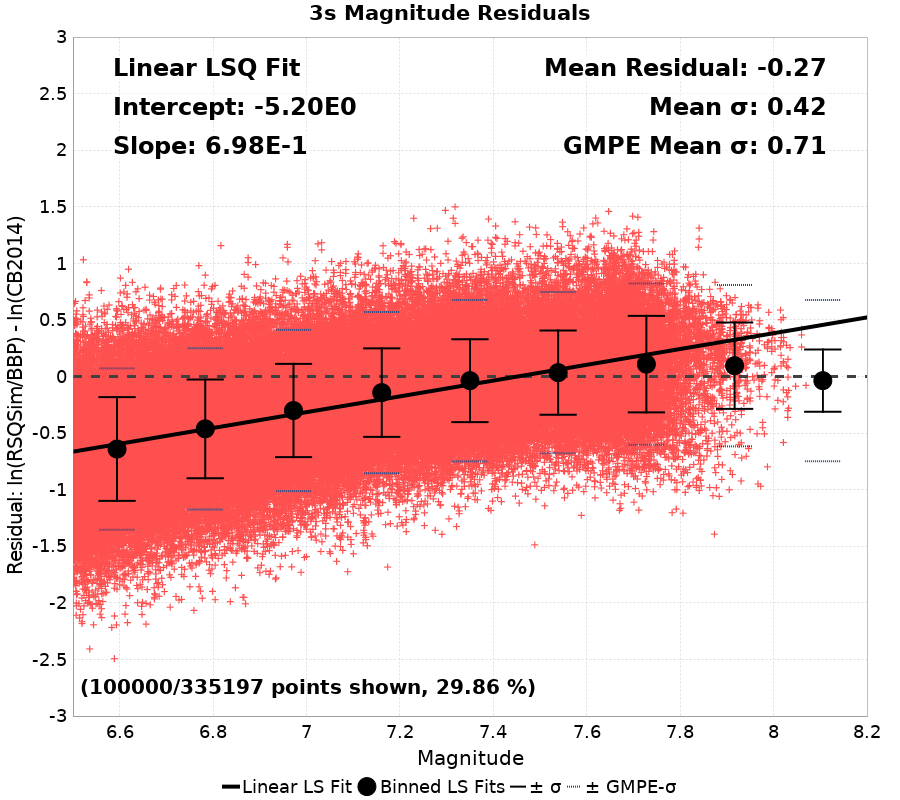 3s Magnitude Residuals
Linear LSQ Fit
Intercept: -5.20E0
Slope: 6.98E-1
Mean Residual: -0.27
Mean σ: 0.42
GMPE Mean σ: 0.71
3
2.5
2
1.5
1
0.5
0
-0.5
-1
-1.5
-2
-2.5
-3
Residual: ln(RSQSim/BBP) - ln(CB2014)
(100000/335197 points shown, 29.86 %)
6.6 6.8 7 7.2 7.4 7.6 7.8 8 8.2
Magnitude
Linear LS Fit Binned LS Fits ± σ ± GMPE-σ